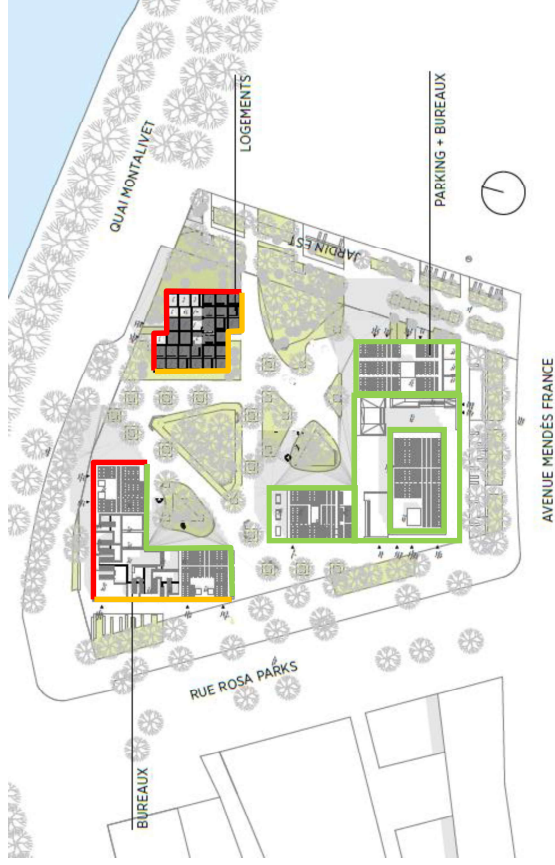 QUAI MONTALIVET
LOGEMENTS
PARKING + BUREAUX
JARDIN EST
AVENUE MENDÈS FRANCE
RUE ROSA PARKS
BUREAUX